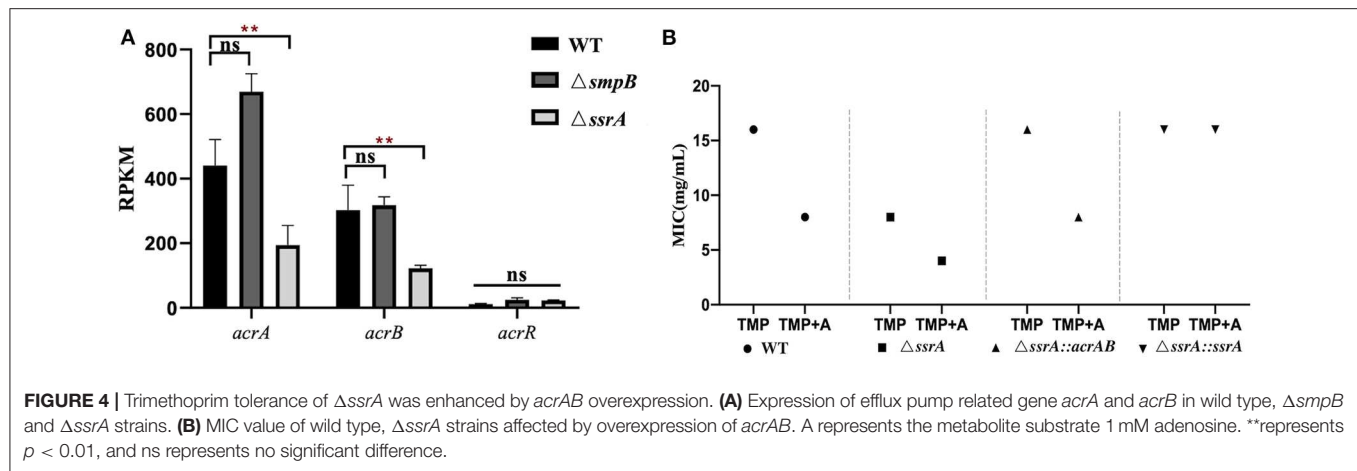 A
800
600
400
200
0
RPKM
**
ns
**
ns
ns
WT
△smpB
△ssrA
acrA
acrB
acrR
B
20
15
10
5
0
MIC(mg/mL)
TMP TMP+A TMP TMP+A TMP TMP+A TMP TMP+A
WT △ssrA △ssrA::acrAB △ssrA::ssrA
FIGURE 4 | Trimethoprim tolerance of ΔssrA was enhanced by acrAB overexpression. (A) Expression of efflux pump related gene acrA and acrB in wild type, ΔsmpB
and ΔssrA strains. (B) MIC value of wild type, ΔssrA strains affected by overexpression of acrAB. A represents the metabolite substrate 1 mM adenosine. **represents
p < 0.01, and ns represents no significant difference.